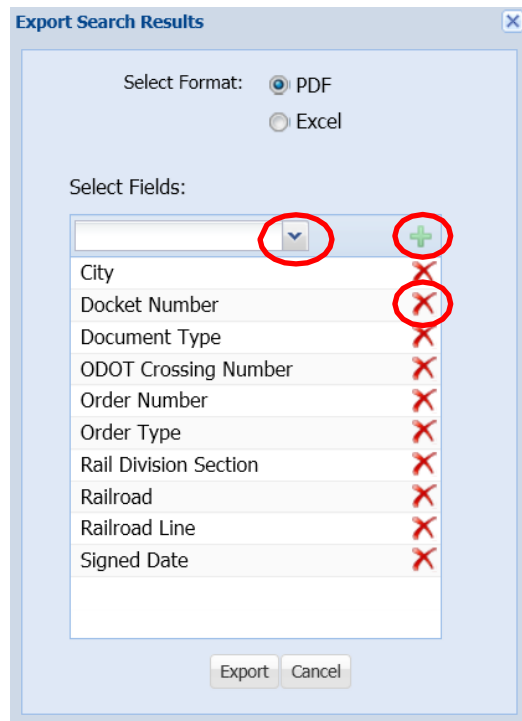 Export Search Results
Select Format: PDF
Excel
Select Fields:
City
Docket Number
Document Type
ODOT Crossing Number
Order Number
Order Type
Rail Division Section
Railroad
Railroad Line
Signed Date
Export Cancel